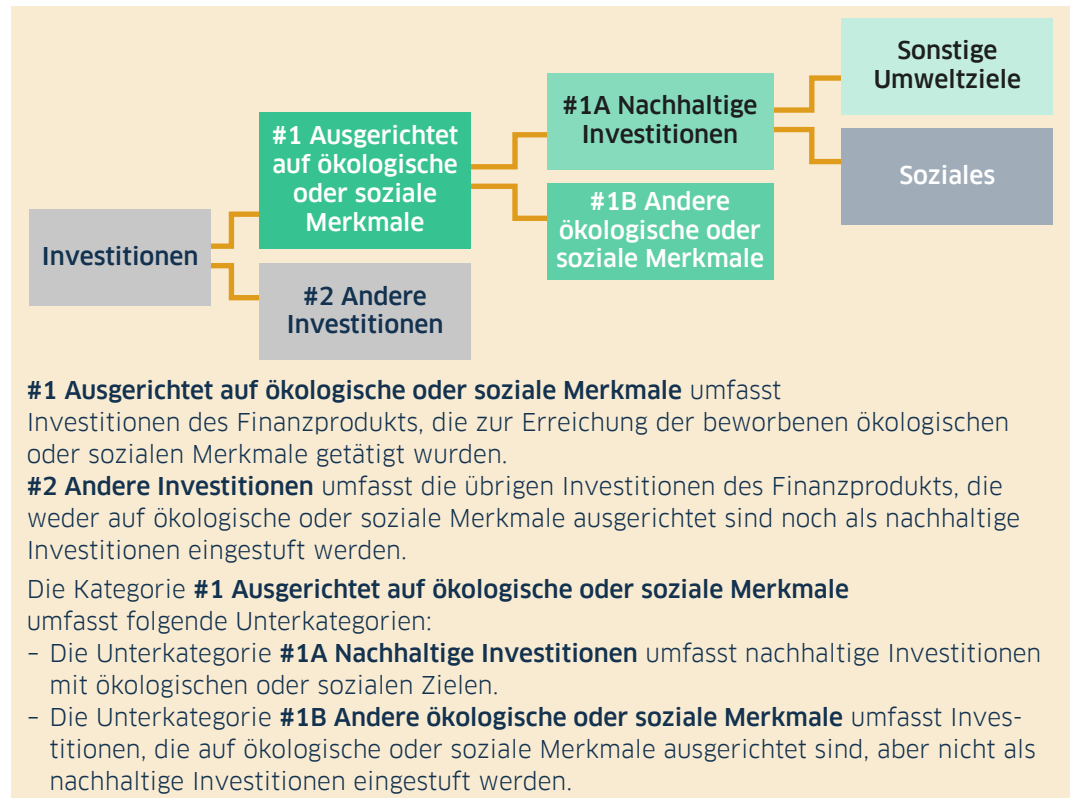 Sonstige
Umweltziele
#1A Nachhaltige
Investitionen
#1 Ausgerichtet
auf ökologische
oder soziale
Merkmale
Soziales
#1B Andere
ökologische oder
soziale Merkmale
Investitionen
#2 Andere
Investitionen
#1 Ausgerichtet auf ökologische oder soziale Merkmale umfasst
Investitionen des Finanzprodukts, die zur Erreichung der beworbenen ökologischen
oder sozialen Merkmale getätigt wurden.
#2 Andere Investitionen umfasst die übrigen Investitionen des Finanzprodukts, die
weder auf ökologische oder soziale Merkmale ausgerichtet sind noch als nachhaltige
Investitionen eingestuft werden.
Die Kategorie #1 Ausgerichtet auf ökologische oder soziale Merkmale
umfasst folgende Unterkategorien:
– Die Unterkategorie #1A Nachhaltige Investitionen umfasst nachhaltige Investitionen
mit ökologischen oder sozialen Zielen.
– Die Unterkategorie #1B Andere ökologische oder soziale Merkmale umfasst Inves-
titionen, die auf ökologische oder soziale Merkmale ausgerichtet sind, aber nicht als
nachhaltige Investitionen eingestuft werden.